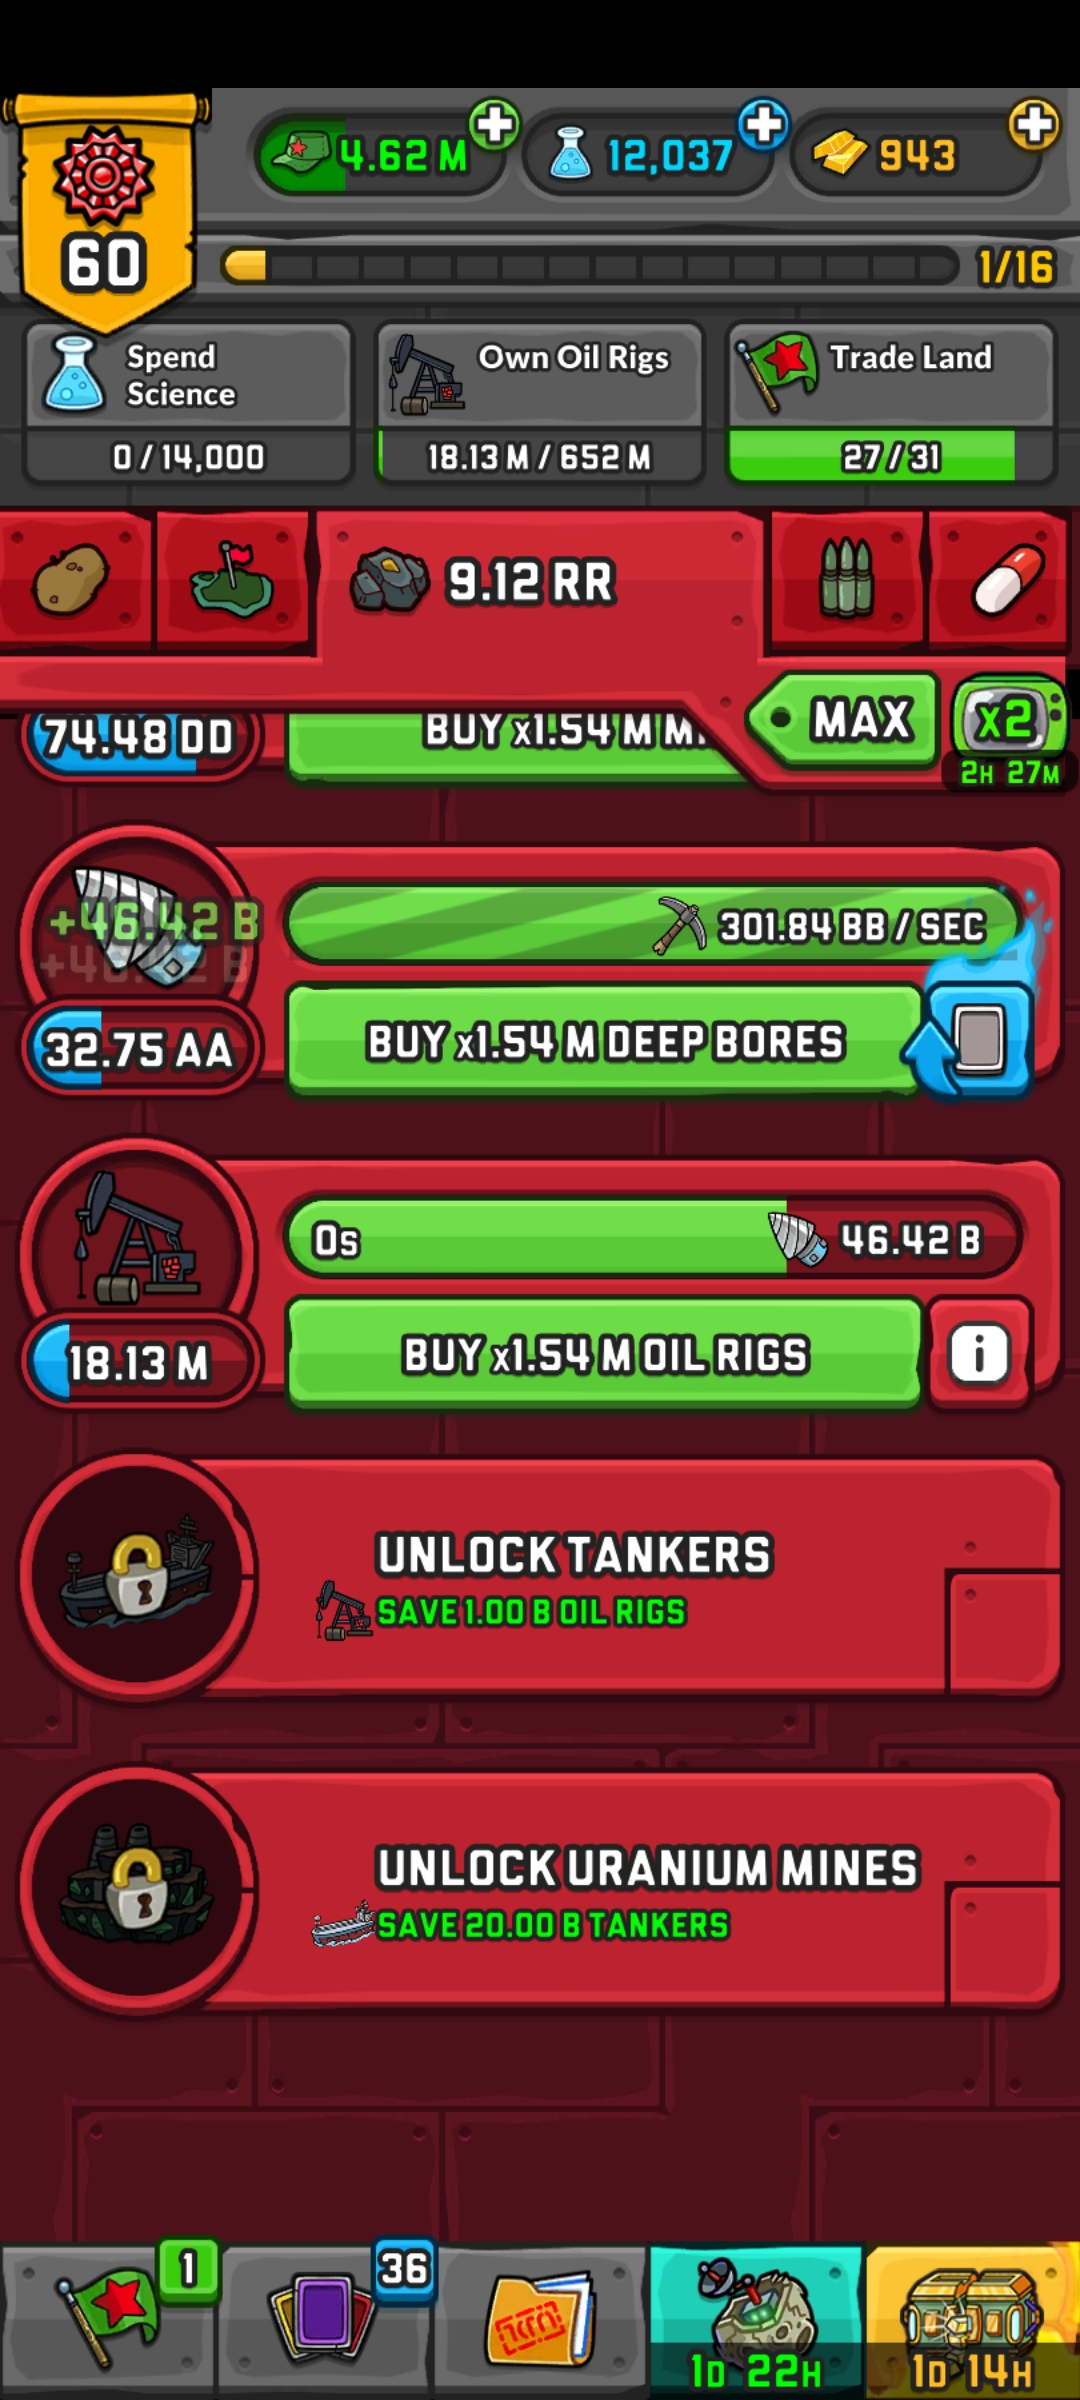 4.62 M
12,037
943
60
1/16
Spend
Science
0 / 14,000
Own Oil Rigs
18.13 M / 652 M
Trade Land
27 / 31
9.12 RR
MAX
x2
2H 27M
74.48 DD
BUY x1.54 M
+46.42 B
301.84 BB / SEC
32.75 AA
BUY x1.54 M DEEP BORES
0s
46.42 B
18.13 M
BUY x1.54 M OIL RIGS
i
UNLOCK TANKERS
SAVE 1.00 B OIL RIGS
UNLOCK URANIUM MINES
SAVE 20.00 B TANKERS
1
36
1D 22H
1D 14H